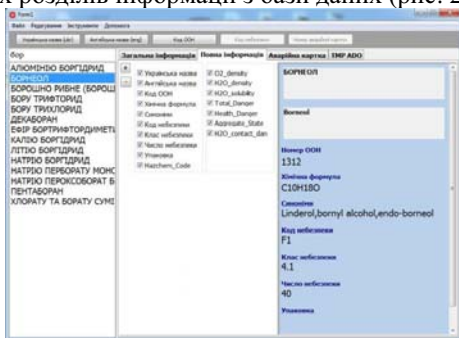 х розділів інформації з бази даних (рис. 2
Form1
Файл Редагування Інструменти Допомога
Українська назва (укр) Англійська назва (eng) Код ООН
бор
Загальна інформація Повна інформація Аварійна картка TMP ADO
АЛЮМІНІЮ БОРГІДРИД
БОРНЕОЛ
БОРОШНО РИБНЕ (БОРОШ
БОРУ ТРИФТОРИД
БОРУ ТРИХЛОРИД
ДЕКАБОРАН
ЕФІР БОРТРИФТОРДИМЕТИ
КАЛІЮ БОРГІДРИД
ЛІТІЮ БОРГІДРИД
НАТРІЮ БОРГІДРИД
НАТРІЮ ПЕРБОРАТУ МОНО
НАТРІЮ ПЕРОКСОБОРАТ Б
ПЕНТАБОРАН
ХЛОРАТУ ТА БОРАТУ СУМІ
Українська назва
Англійська назва
Код ООН
Хімічна формула
Синоніми
Код небезпеки
Клас небезпеки
Число небезпеки
Упаковка
Hazchem_Code
O2_density
H2O_density
H2O_solubility
Total_Danger
Health_Danger
Aggregate_State
H2O_contact_dan
БОРНЕОЛ
Borneol
Номер ООН
1312
Хімічна формула
C10H18O
Синоніми
Linderol,bornyl alcohol,endo-borneol
Код небезпеки
F1
Клас небезпеки
4.1
Число небезпеки
40
Упаковка